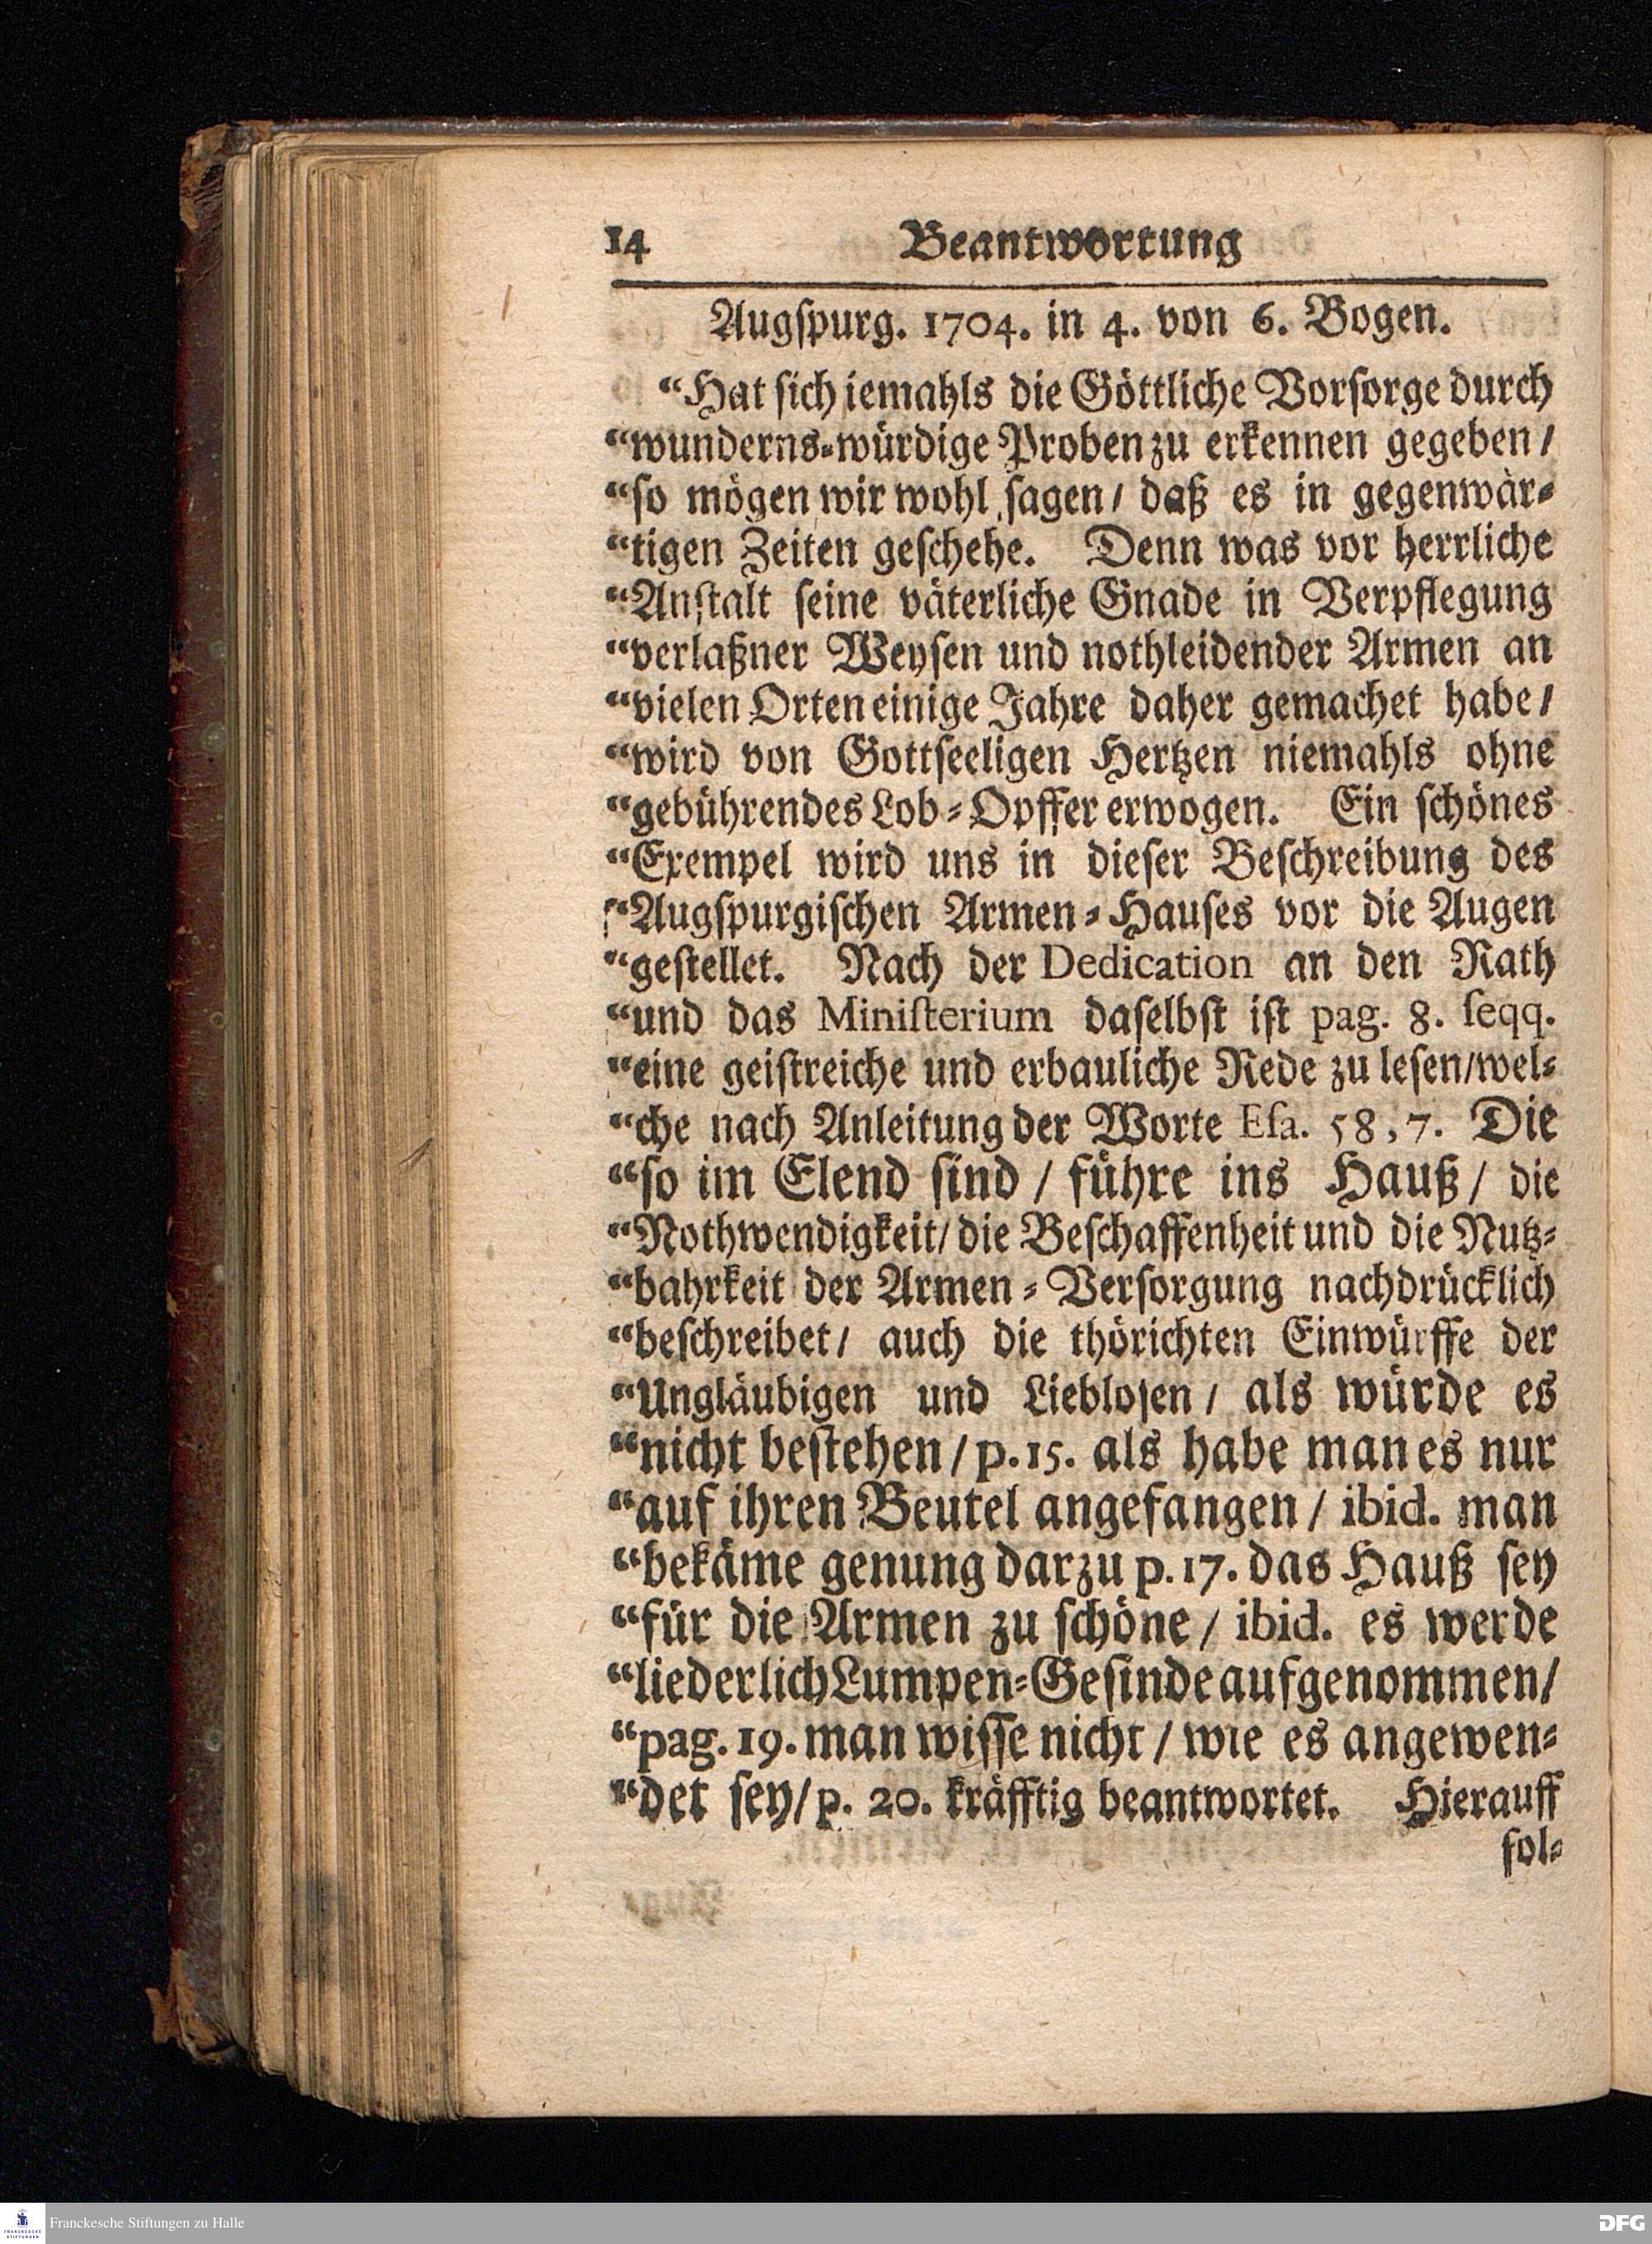 14 Beantwortung
Augſpurg. 1704. in 4. von 6. Bogen.
“Hat ſich iemahls die Göttliche Vorſorge durch
“wunderns-würdige Proben zu erkennen gegeben /
“ſo mögen wir wohl ſagen / daß es in gegenwär-
“tigen Zeiten geſchehe. Denn was vor herrliche
“Anſtalt ſeine väterliche Gnade in Verpflegung
“verlaßner Weyſen und nothleidender Armen an
“vielen Orten einige Jahre daher gemachet habe /
“wird von Gottſeeligen Hertzen niemahls ohne
“gebührendes Lob-Opffer erwogen. Ein ſchönes
“Exempel wird uns in dieſer Beſchreibung des
“Augſpurgiſchen Armen-Hauſes vor die Augen
“geſtellet. Nach der Dedication an den Rath
“und das Miniſterium daſelbſt iſt pag. 8. ſeqq.
“eine geiſtreiche und erbauliche Rede zu leſen/wel-
“che nach Anleitung der Worte Eſa. 58, 7. Die
“ſo im Elend ſind / führe ins Hauß / die
“Nothwendigkeit/ die Beſchaffenheit und die Nutz-
“bahrkeit der Armen-Verſorgung nachdrücklich
“beſchreibet / auch die thörichten Einwürffe der
“Ungläubigen und Liebloſen / als würde es
“nicht beſtehen / p. 15. als habe man es nur
“auf ihren Beutel angefangen / ibid. man
“bekäme genung darzu p. 17. das Hauß ſey
“für die Armen zu ſchöne / ibid. es werde
“liederlich Lumpen-Geſinde aufgenommen /
“pag. 19. man wiſſe nicht / wie es angewen-
“det ſey / p. 20. kräfftig beantwortet. Hierauff
ſol-
FRANCKESCHE STIFTUNGEN
Franckesche Stiftungen zu Halle
DFG